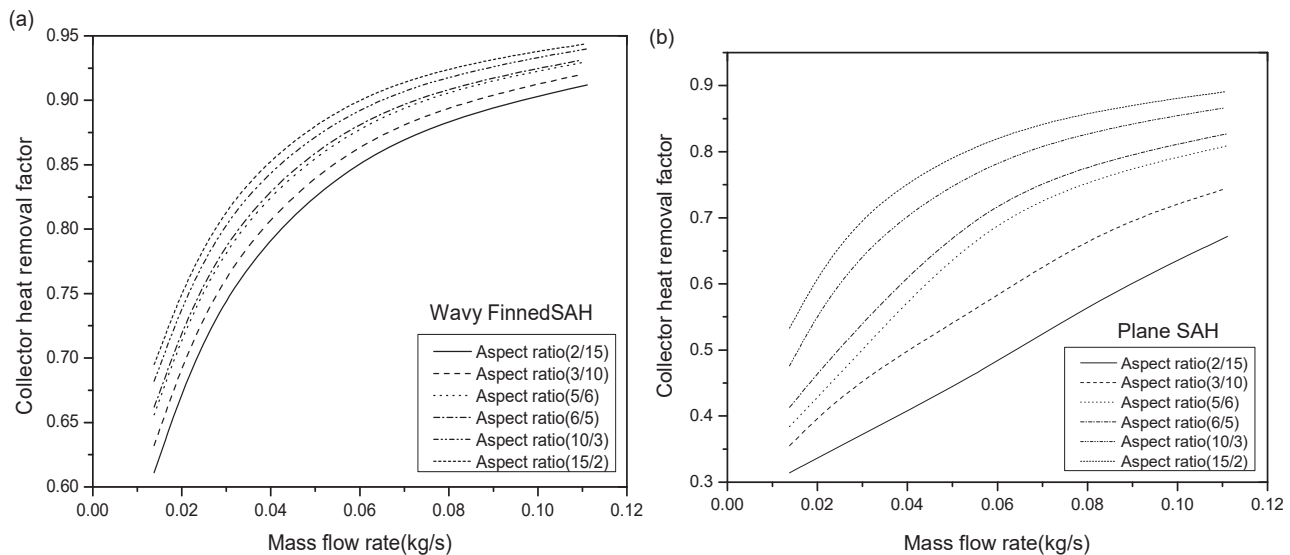 (a)
0.95
0.90
0.85
0.80
0.75
0.70
0.65
0.60
Collector heat removal factor
Wavy FinnedSAH
Aspect ratio(2/15)
Aspect ratio(3/10)
Aspect ratio(5/6)
Aspect ratio(6/5)
Aspect ratio(10/3)
Aspect ratio(15/2)
0.00 0.02 0.04 0.06 0.08 0.10 0.12
Mass flow rate(kg/s)
(b)
0.9
0.8
0.7
0.6
0.5
0.4
0.3
Collector heat removal factor
Plane SAH
Aspect ratio(2/15)
Aspect ratio(3/10)
Aspect ratio(5/6)
Aspect ratio(6/5)
Aspect ratio(10/3)
Aspect ratio(15/2)
0.00 0.02 0.04 0.06 0.08 0.10 0.12
Mass flow rate(kg/s)